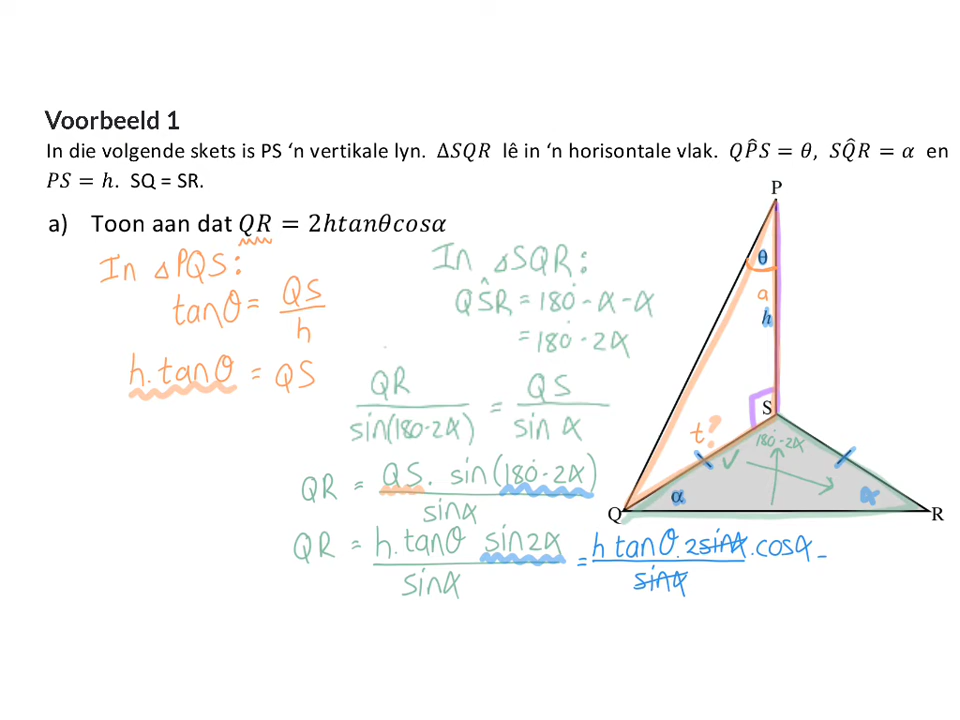 Voorbeeld 1
In die volgende skets is PS ‘n vertikale lyn. ΔSQR lê in ‘n horisontale vlak. QP̂S = θ, SQ̂R = α en
PS = h. SQ = SR.
a) Toon aan dat QR = 2htanθcosα
In △PQS:
tanθ = QS/h
h.tanθ = QS
In △SQR:
QŜR = 180° - α - α
= 180° - 2α
QR/sin(180°-2α) = QS/sin α
QR = QS. sin(180°-2α)/sinα
QR = h.tanθ sin2α/sinα = h tanθ.2sinα.cosα/sinα -
P
θ
a
h
S
t?
180°-2α
√
α
α
Q
R